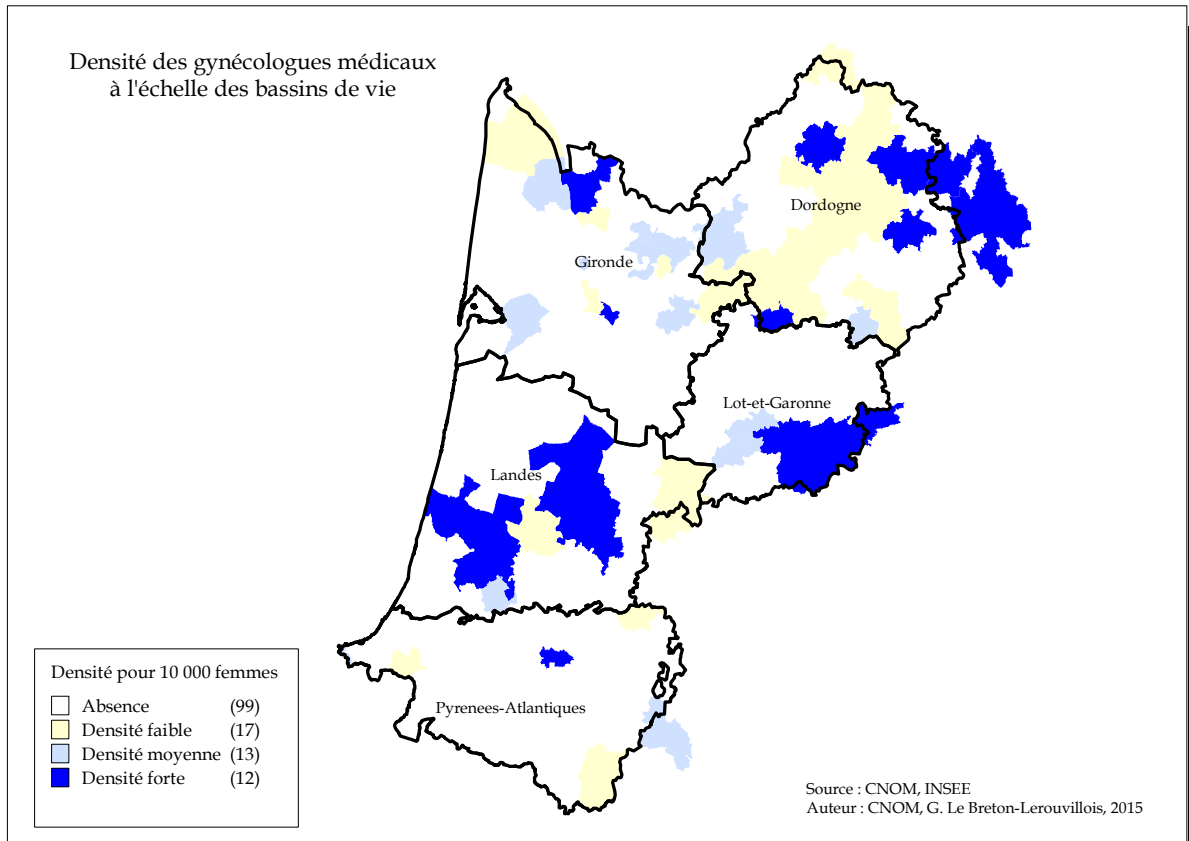 Densité des gynécologues médicaux
à l'échelle des bassins de vie
Dordogne
Gironde
Lot-et-Garonne
Landes
Pyrenees-Atlantiques
Densité pour 10 000 femmes
Absence (99)
Densité faible (17)
Densité moyenne (13)
Densité forte (12)
Source : CNOM, INSEE
Auteur : CNOM, G. Le Breton-Lerouvillois, 2015